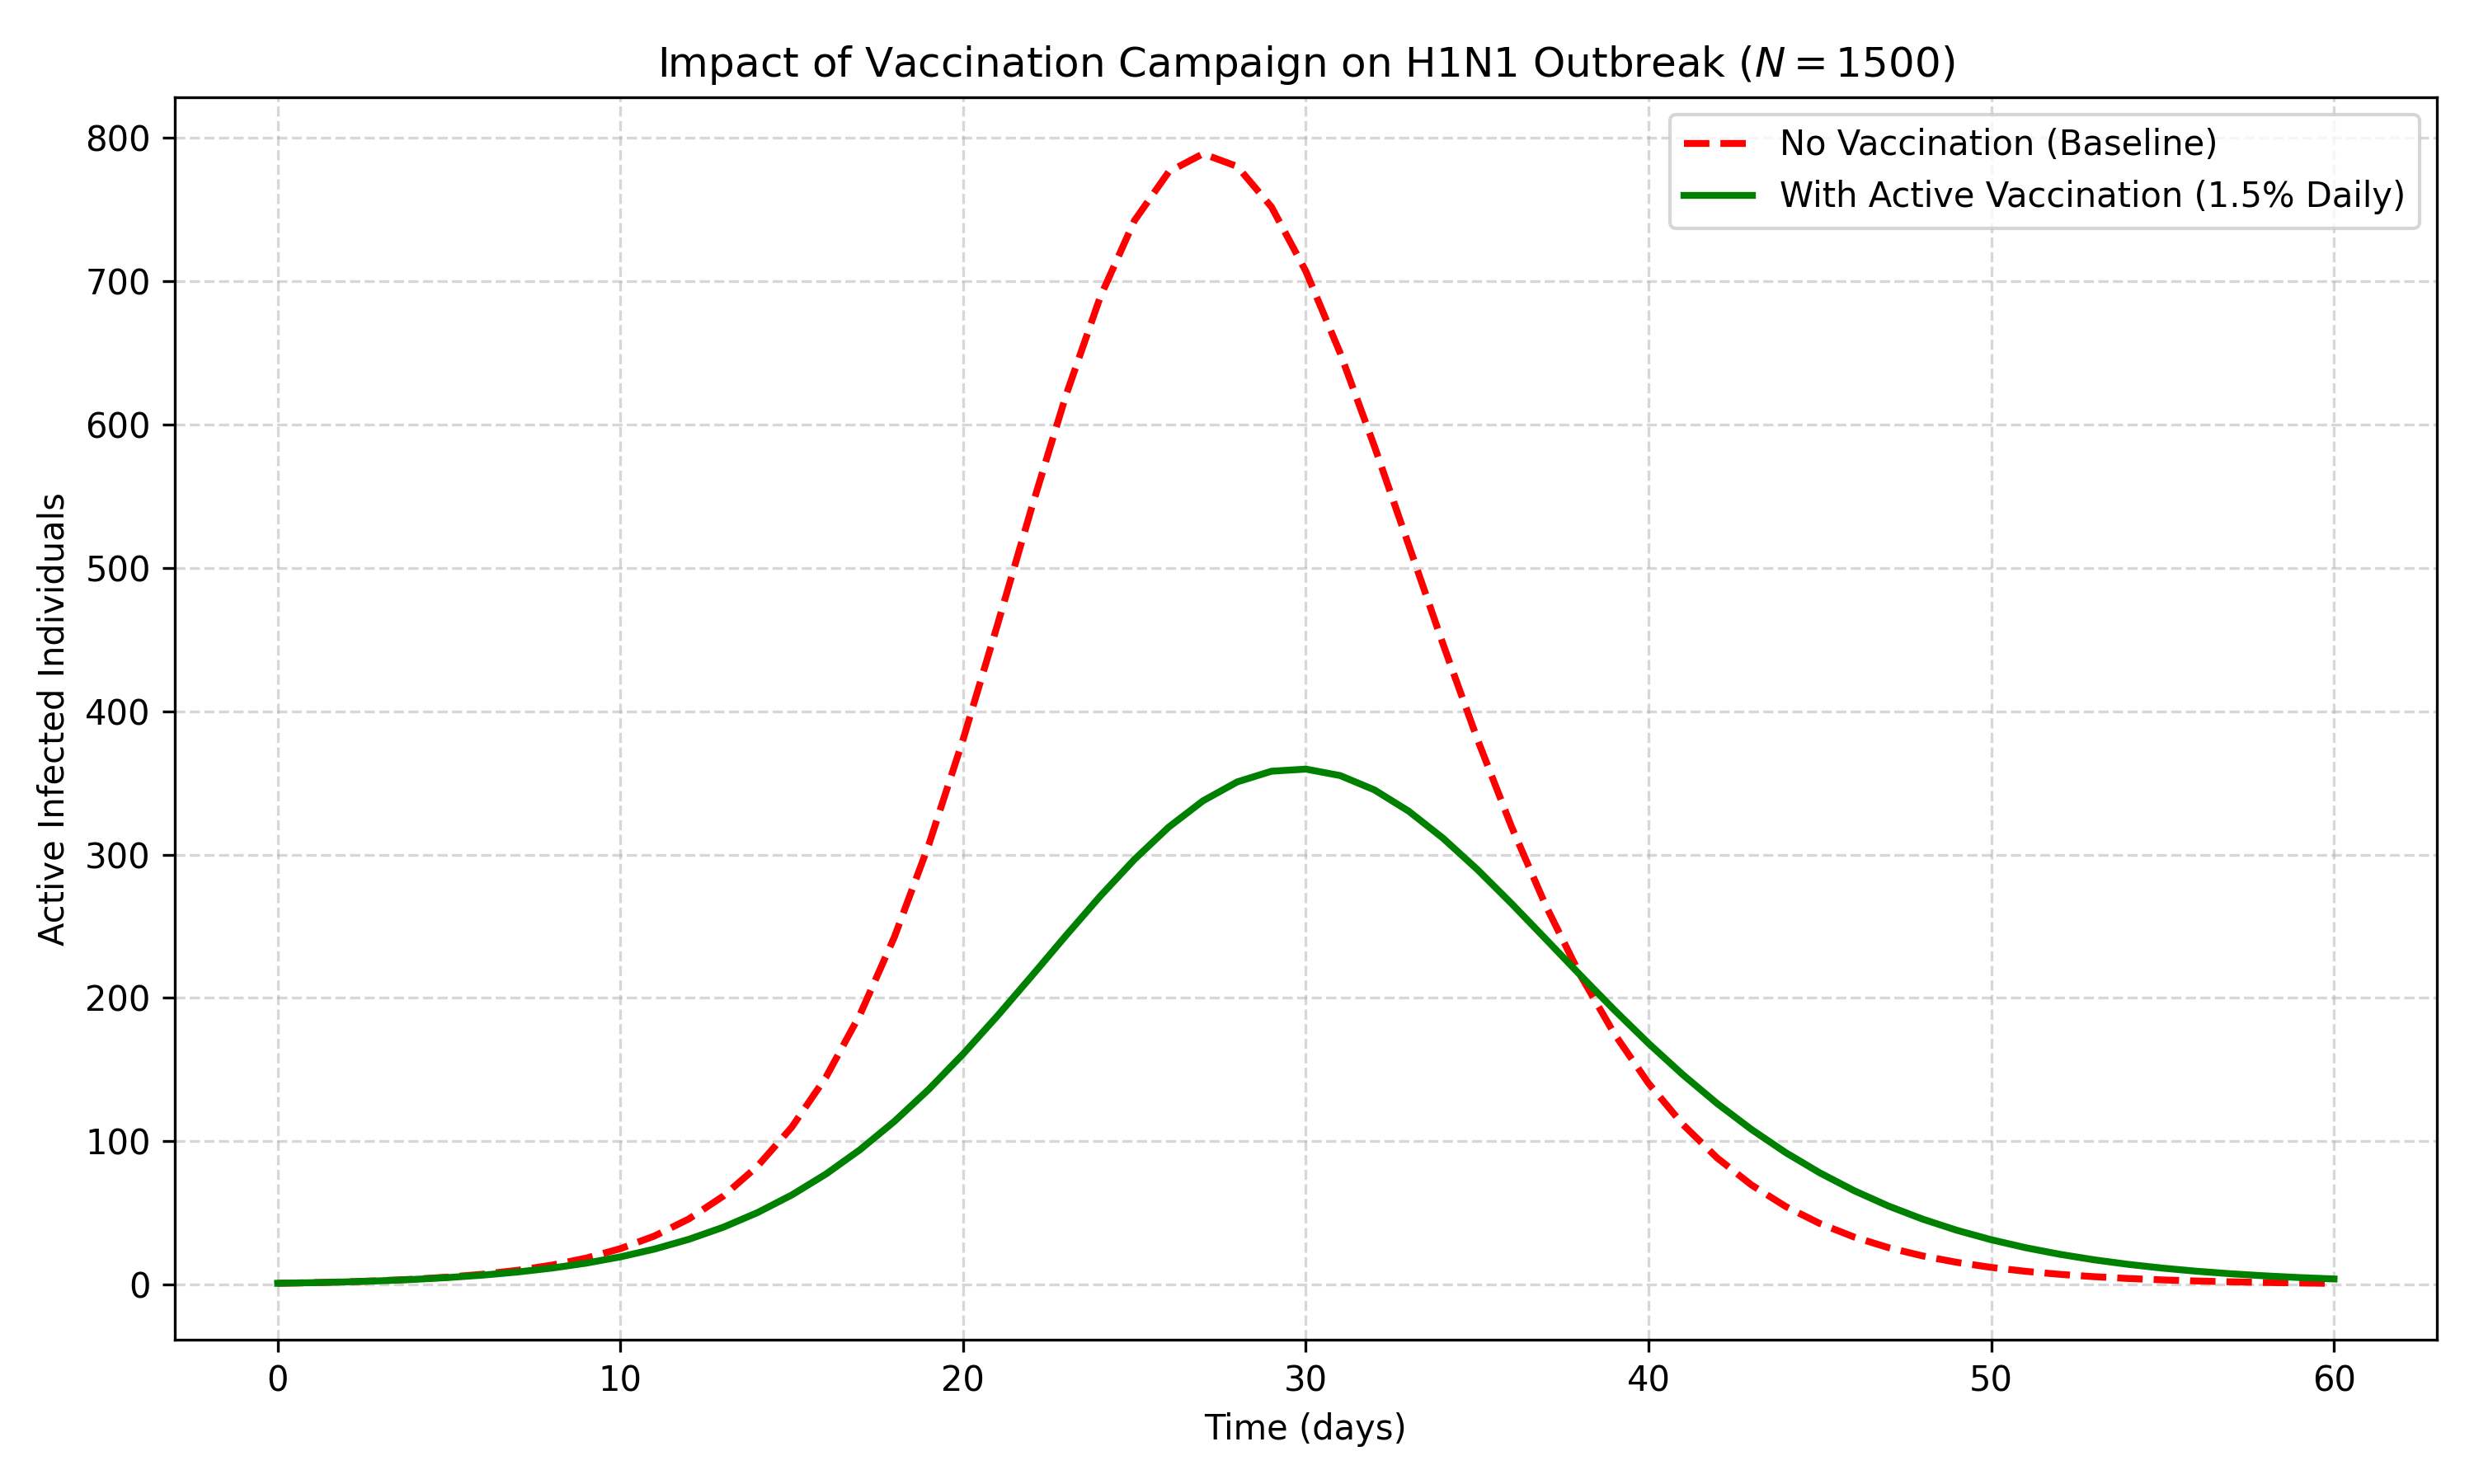 Impact of Vaccination Campaign on H1N1 Outbreak (N = 1500)
No Vaccination (Baseline)
With Active Vaccination (1.5% Daily)
Active Infected Individuals
800
700
600
500
400
300
200
100
0
0 10 20 30 40 50 60
Time (days)